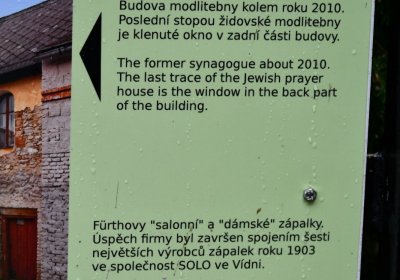 Budova modlitebny kolem roku 2010.
Poslední stopou židovské modlitebny
je klenuté okno v zadní části budovy.
The former synagogue about 2010.
The last trace of the Jewish prayer
house is the window in the back part
of the building.
Fürthovy "salonní" a "dámské" zápalky.
Úspěch firmy byl završen spojením šesti
největších výrobců zápalek roku 1903
ve společnost SOLO ve Vídni.